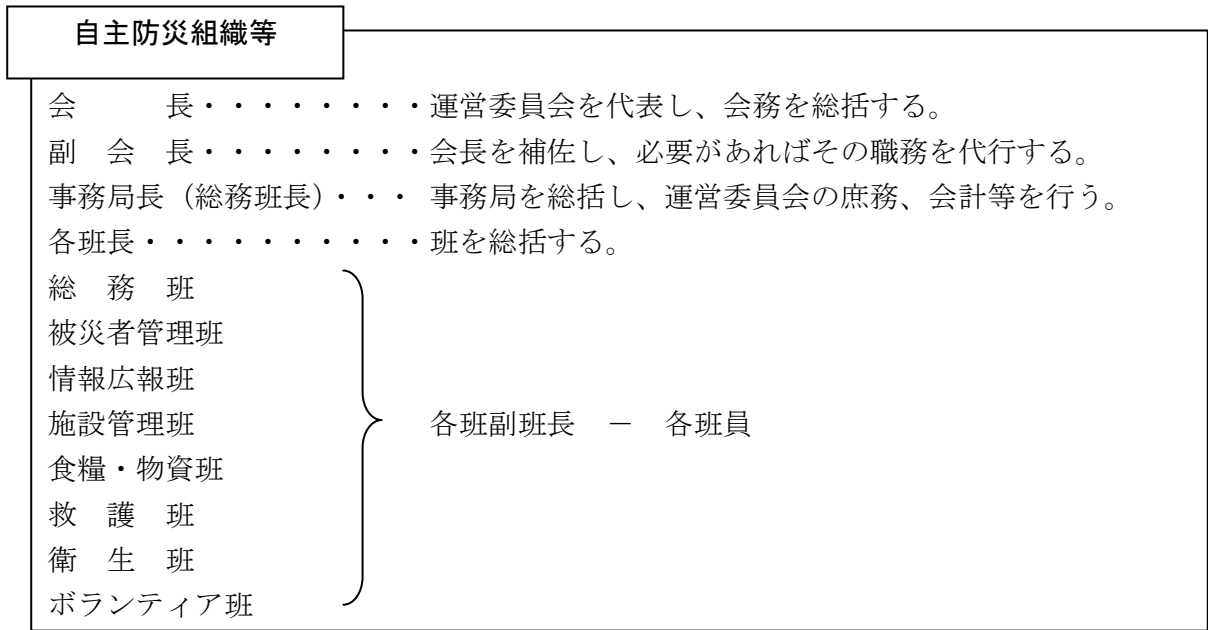 自主防災組織等
会　　　長・・・・・・・・運営委員会を代表し、会務を総括する。
副　会　長・・・・・・・・会長を補佐し、必要があればその職務を代行する。
事務局長（総務班長）・・・ 事務局を総括し、運営委員会の庶務、会計等を行う。
各班長・・・・・・・・・・班を総括する。
総　務　班
被災者管理班
情報広報班
施設管理班
各班副班長　－　各班員
食糧・物資班
救　護　班
衛　生　班
ボランティア班